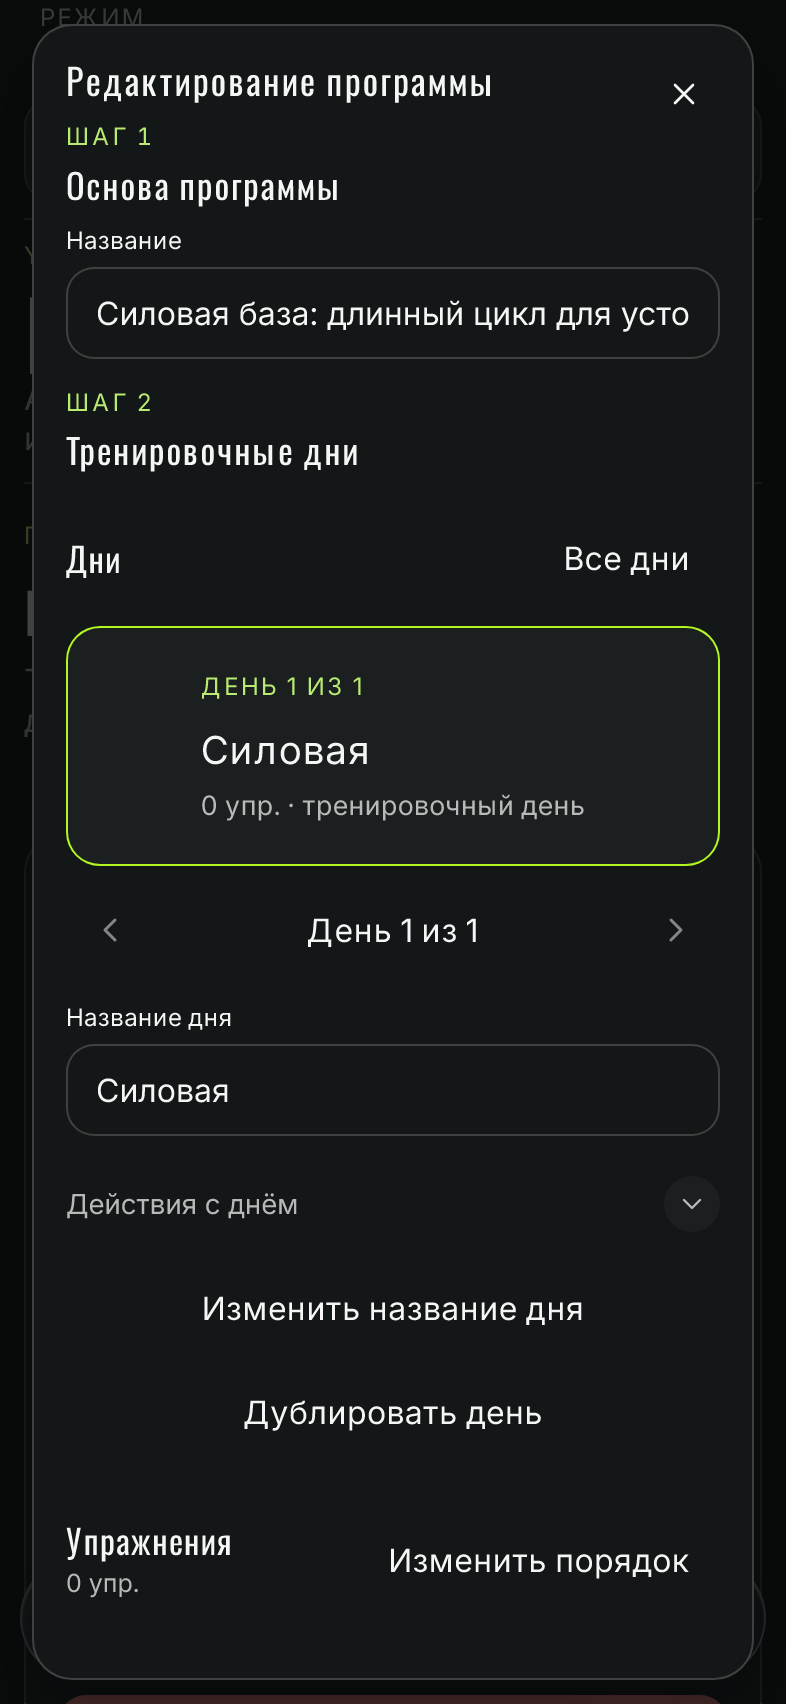 РЕЖИМ
Редактирование программы
ШАГ 1
Основа программы
Название
Силовая база: длинный цикл для усто
ШАГ 2
Тренировочные дни
Дни
Все дни
ДЕНЬ 1 ИЗ 1
Силовая
0 упр. · тренировочный день
День 1 из 1
Название дня
Силовая
Действия с днём
Изменить название дня
Дублировать день
Упражнения
Изменить порядок
0 упр.